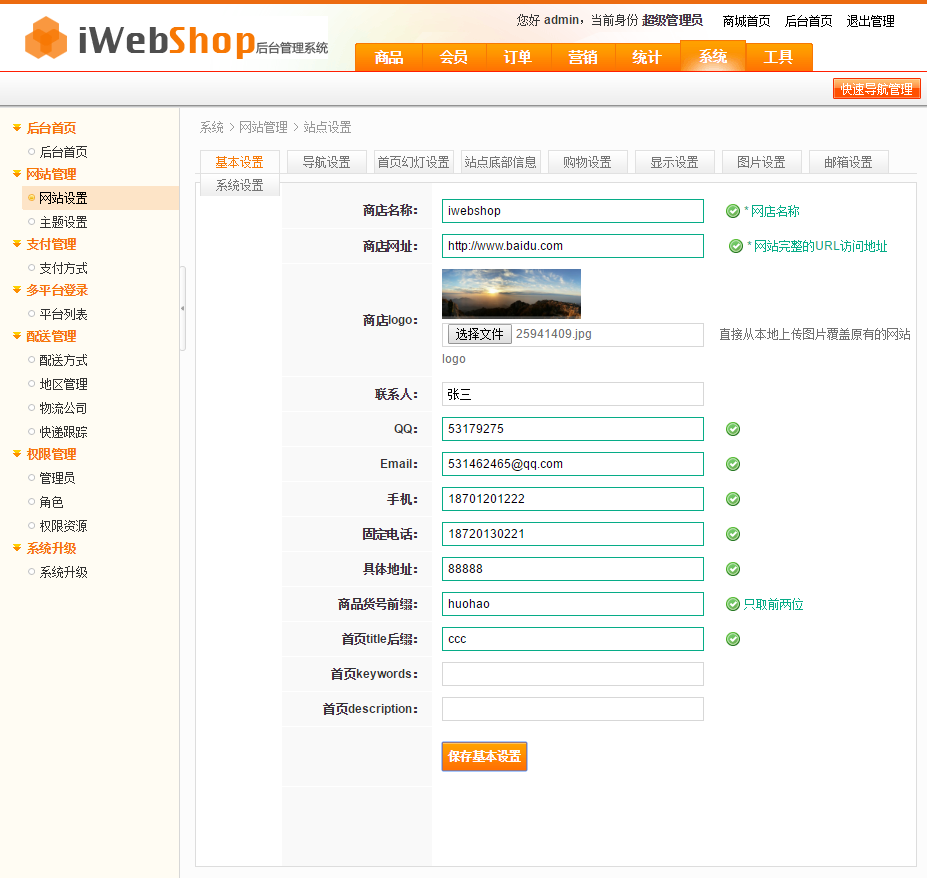 您好 admin，当前身份 超级管理员 商城首页 后台首页 退出管理
iWebShop后台管理系统
商品 会员 订单 营销 统计 系统 工具
快速导航管理
后台首页
后台首页
网站管理
网站设置
主题设置
支付管理
支付方式
多平台登录
平台列表
配送管理
配送方式
地区管理
物流公司
快递跟踪
权限管理
管理员
角色
权限资源
系统升级
系统升级
系统 > 网站管理 > 站点设置
基本设置 导航设置 首页幻灯设置 站点底部信息 购物设置 显示设置 图片设置 邮箱设置
系统设置
商店名称： iwebshop * 网店名称
商店网址： http://www.baidu.com * 网站完整的URL访问地址
商店logo：
选择文件 25941409.jpg 直接从本地上传图片覆盖原有的网站
logo
联系人： 张三
QQ： 53179275
Email： 531462465@qq.com
手机： 18701201222
固定电话： 18720130221
具体地址： 88888
商品货号前缀： huohao 只取前两位
首页title后缀： ccc
首页keywords：
首页description：
保存基本设置